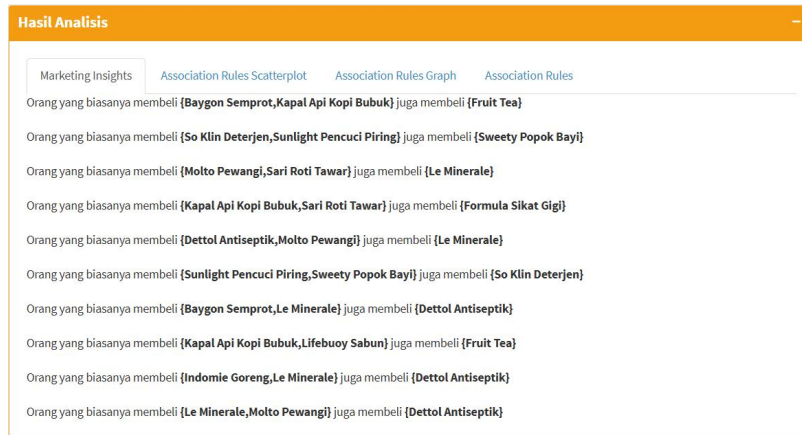 Hasil Analisis
Marketing Insights Association Rules Scatterplot Association Rules Graph Association Rules
Orang yang biasanya membeli {Baygon Semprot,Kapal Api Kopi Bubuk} juga membeli {Fruit Tea}
Orang yang biasanya membeli {So Klin Deterjen,Sunlight Pencuci Piring} juga membeli {Sweety Popok Bayi}
Orang yang biasanya membeli {Molto Pewangi,Sari Roti Tawar} juga membeli {Le Minerale}
Orang yang biasanya membeli {Kapal Api Kopi Bubuk,Sari Roti Tawar} juga membeli {Formula Sikat Gigi}
Orang yang biasanya membeli {Dettol Antiseptik,Molto Pewangi} juga membeli {Le Minerale}
Orang yang biasanya membeli {Sunlight Pencuci Piring,Sweety Popok Bayi} juga membeli {So Klin Deterjen}
Orang yang biasanya membeli {Baygon Semprot,Le Minerale} juga membeli {Dettol Antiseptik}
Orang yang biasanya membeli {Kapal Api Kopi Bubuk,Lifebuoy Sabun} juga membeli {Fruit Tea}
Orang yang biasanya membeli {Indomie Goreng,Le Minerale} juga membeli {Dettol Antiseptik}
Orang yang biasanya membeli {Le Minerale,Molto Pewangi} juga membeli {Dettol Antiseptik}